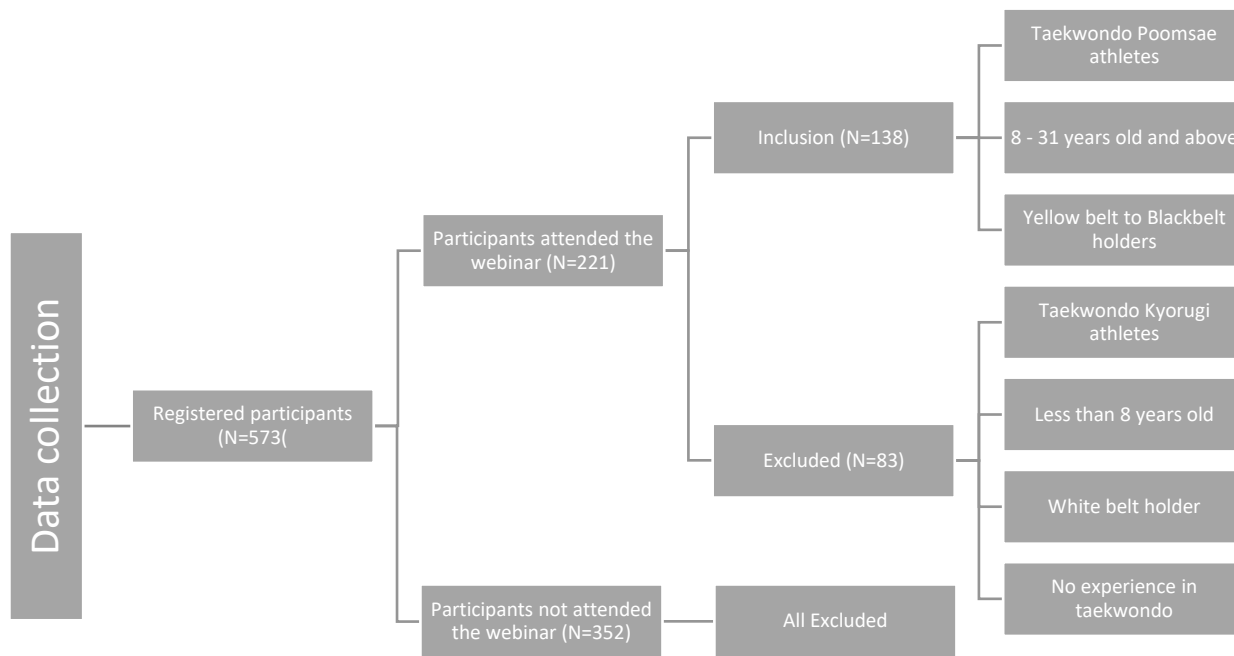 Data collection
Registered participants
(N=573(
Participants attended the
webinar (N=221)
Inclusion (N=138)
Taekwondo Poomsae
athletes
8 - 31 years old and above
Yellow belt to Blackbelt
holders
Excluded (N=83)
Taekwondo Kyorugi
athletes
Less than 8 years old
White belt holder
No experience in
taekwondo
Participants not attended
the webinar (N=352)
All Excluded